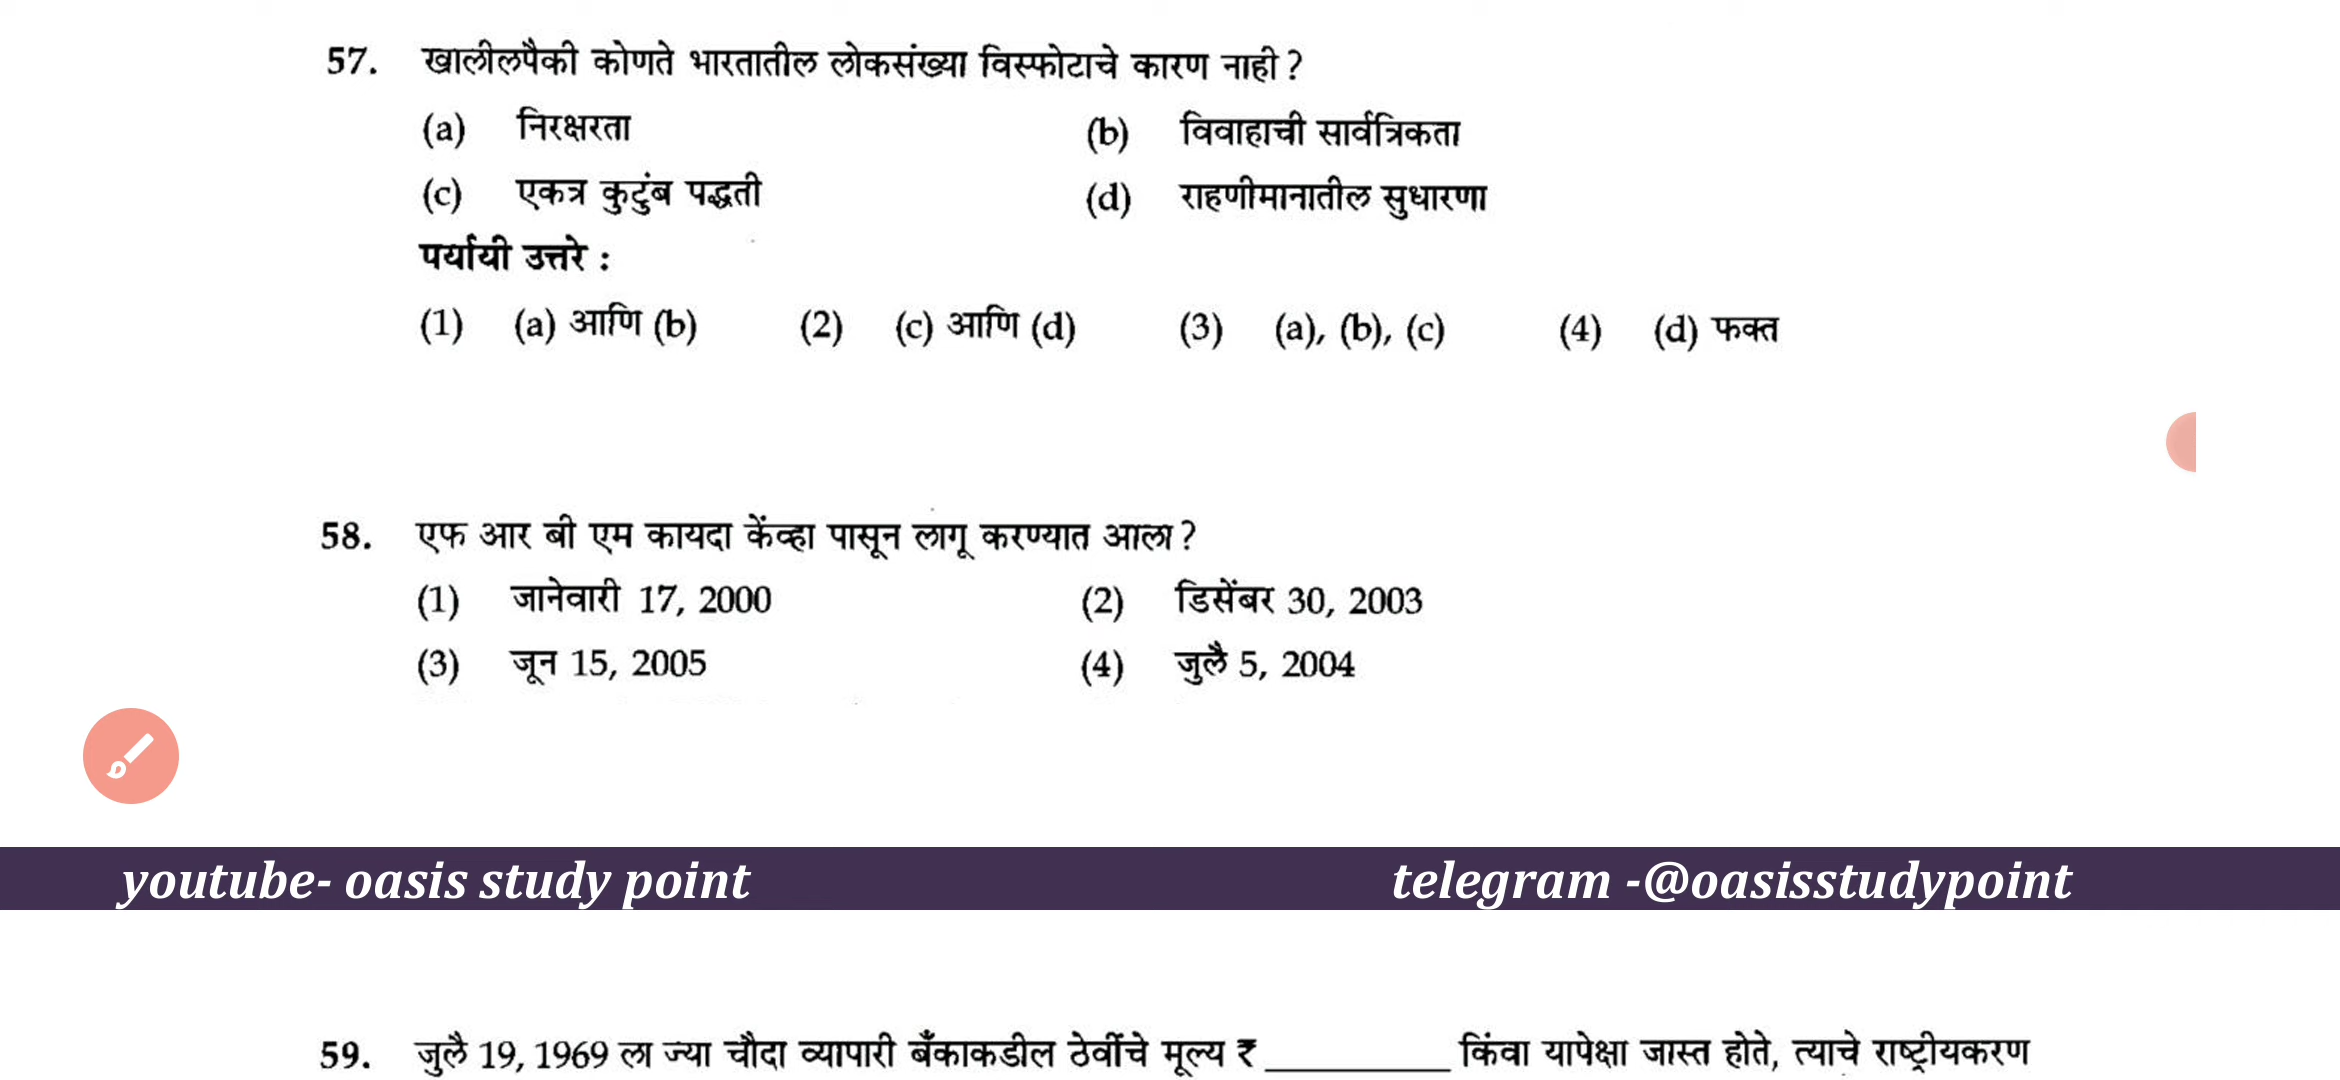 57. खालीलपैकी कोणते भारतातील लोकसंख्या विस्फोटाचे कारण नाही ?
(a) निरक्षरता (b) विवाहाची सार्वत्रिकता
(c) एकत्र कुटुंब पद्धती (d) राहणीमानातील सुधारणा
पर्यायी उत्तरे :
(1) (a) आणि (b) (2) (c) आणि (d) (3) (a), (b), (c) (4) (d) फक्त
58. एफ आर बी एम कायदा केंव्हा पासून लागू करण्यात आला ?
(1) जानेवारी 17, 2000 (2) डिसेंबर 30, 2003
(3) जून 15, 2005 (4) जुलै 5, 2004
youtube- oasis study point telegram -@oasisstudypoint
59. जुलै 19, 1969 ला ज्या चौदा व्यापारी बँकाकडील ठेवींचे मूल्य ₹ _________ किंवा यापेक्षा जास्त होते, त्याचे राष्ट्रीयकरण